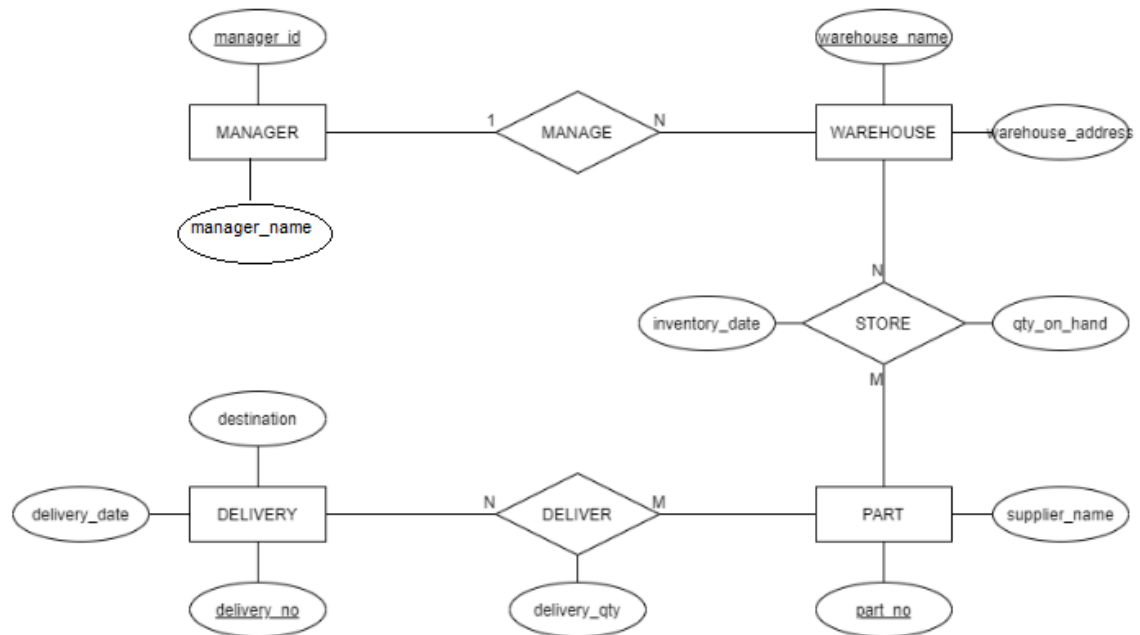 manager_id
warehouse_name
MANAGER
1
MANAGE
N
WAREHOUSE
warehouse_address
manager_name
N
inventory_date
STORE
qty_on_hand
M
destination
delivery_date
DELIVERY
N
DELIVER
M
PART
supplier_name
delivery_no
delivery_qty
part_no